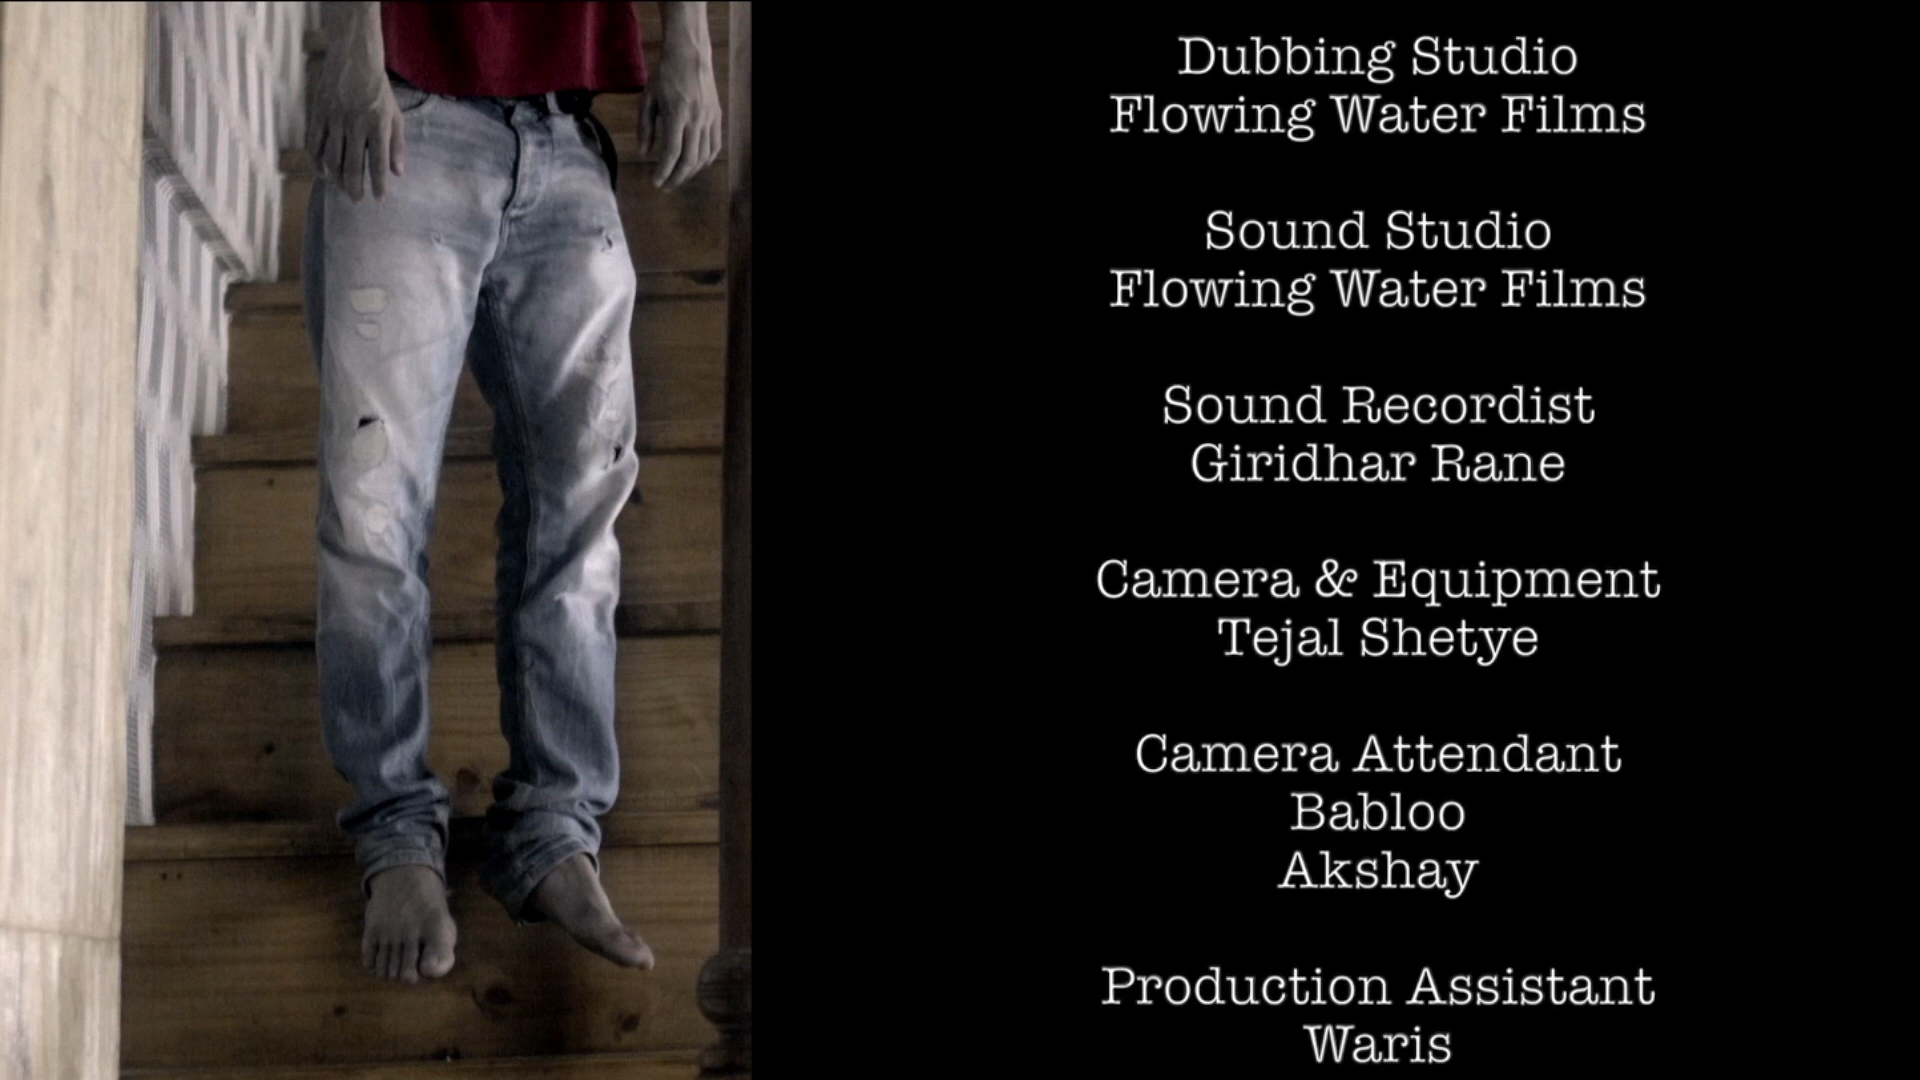 Dubbing Studio
Flowing Water Films
Sound Studio
Flowing Water Films
Sound Recordist
Giridhar Rane
Camera & Equipment
Tejal Shetye
Camera Attendant
Babloo
Akshay
Production Assistant
Waris